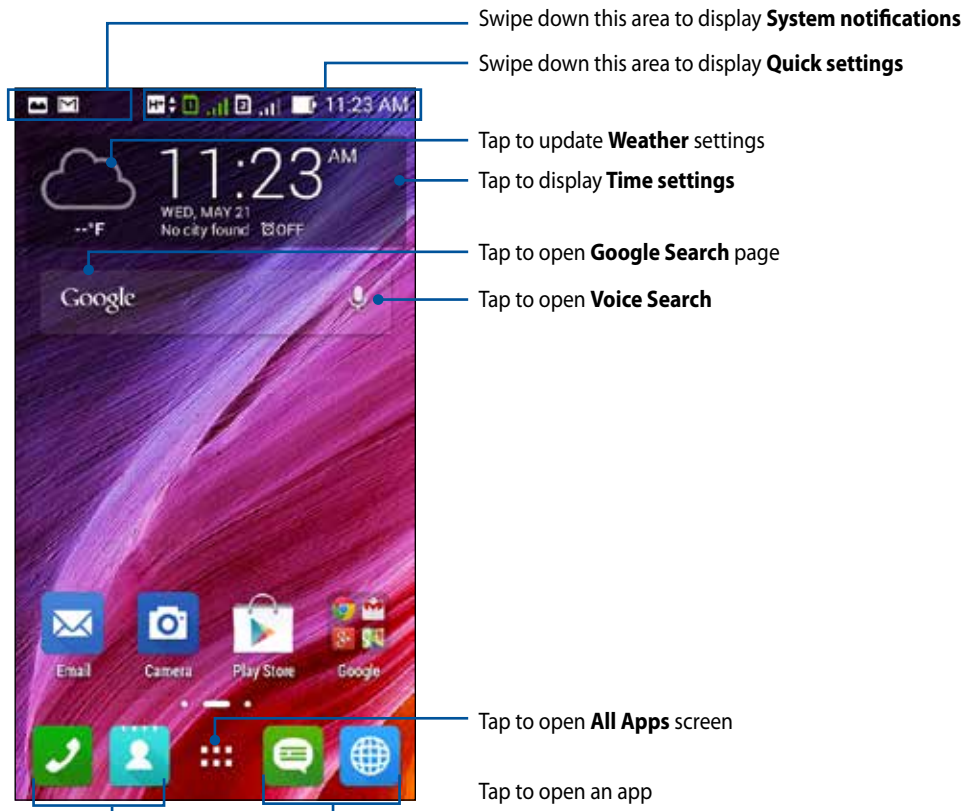 Swipe down this area to display System notifications
Swipe down this area to display Quick settings
H+ 1 2 11:23 AM
Tap to update Weather settings
11:23 AM
Tap to display Time settings
WED, MAY 21
--°F No city found OFF
Tap to open Google Search page
Google
Tap to open Voice Search
Email Camera Play Store Google
Tap to open All Apps screen
Tap to open an app